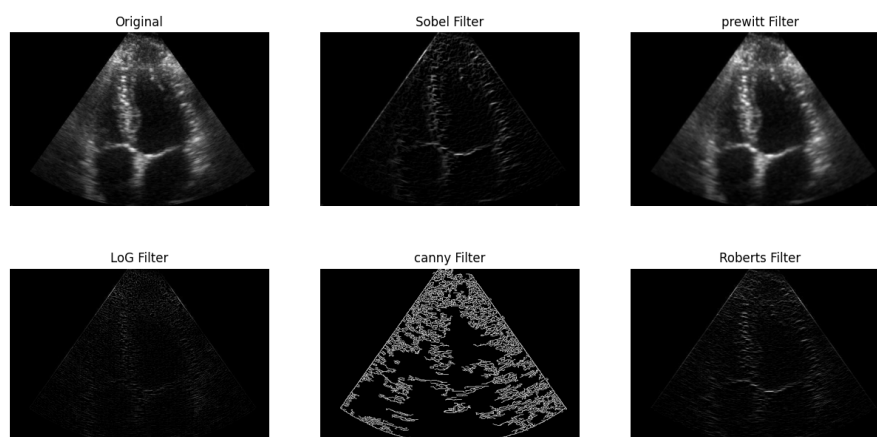 Original
Sobel Filter
prewitt Filter
LoG Filter
canny Filter
Roberts Filter